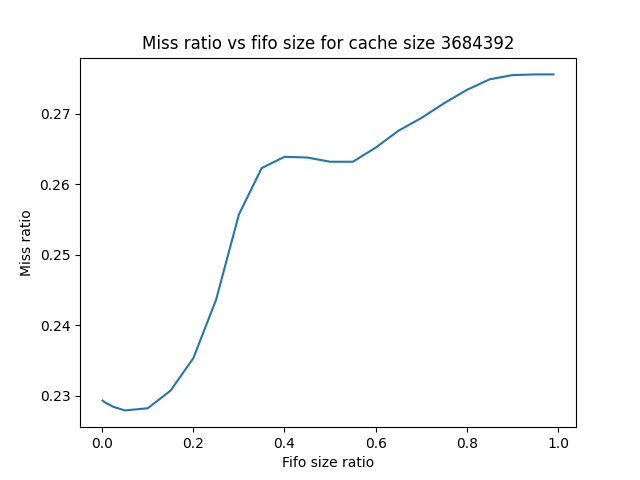 Miss ratio vs fifo size for cache size 3684392
Miss ratio
0.27
0.26
0.25
0.24
0.23
0.0 0.2 0.4 0.6 0.8 1.0
Fifo size ratio